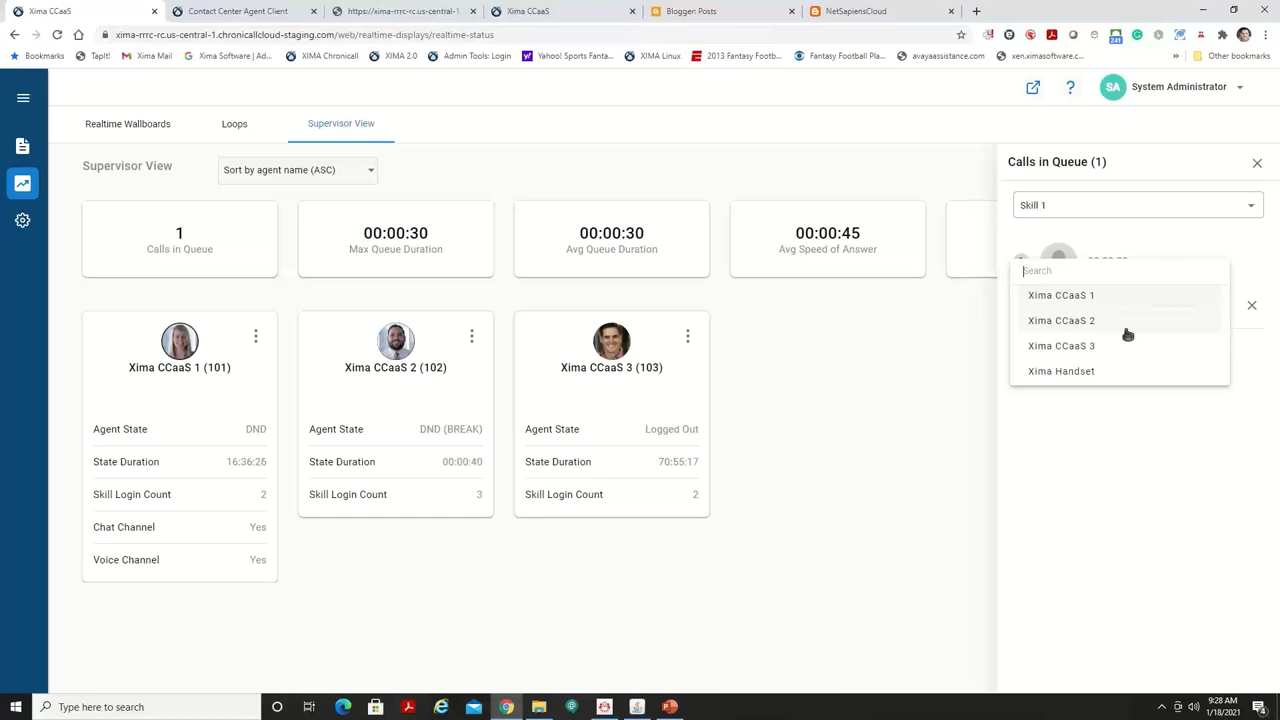 Xima CCaaS
Contact Center Agent Client
https://xima-rrrc-rc.us-central-1
Xima CCaaS
Blogger: Posts
NetSapiensCloud
xima-rrrc-rc.us-central-1.chronicallcloud-staging.com/web/realtime-displays/realtime-status
241
Bookmarks
TapIt!
Xima Mail
Xima Software | Ad...
XIMA Chronicall
XIMA 2.0
Admin Tools: Login
Yahoo! Sports Fanta...
XIMA Linux
2013 Fantasy Footb...
Fantasy Football Pla...
avayaassistance.com
xen.ximasoftware.c...
»
Other bookmarks
SA
System Administrator
Realtime Wallboards
Loops
Supervisor View
Calls in Queue (1)
Supervisor View
Sort by agent name (ASC)
Skill 1
1
Calls in Queue
00:00:30
Max Queue Duration
00:00:30
Avg Queue Duration
00:00:45
Avg Speed of Answer
Search
Xima CCaaS 1
Xima CCaaS 2
Xima CCaaS 3
Xima Handset
Xima CCaaS 1 (101)
Agent State DND
State Duration 16:36:26
Skill Login Count 2
Chat Channel Yes
Voice Channel Yes
Xima CCaaS 2 (102)
Agent State DND (BREAK)
State Duration 00:00:40
Skill Login Count 3
Xima CCaaS 3 (103)
Agent State Logged Out
State Duration 70:55:17
Skill Login Count 2
Type here to search
9:28 AM
1/18/2021
4